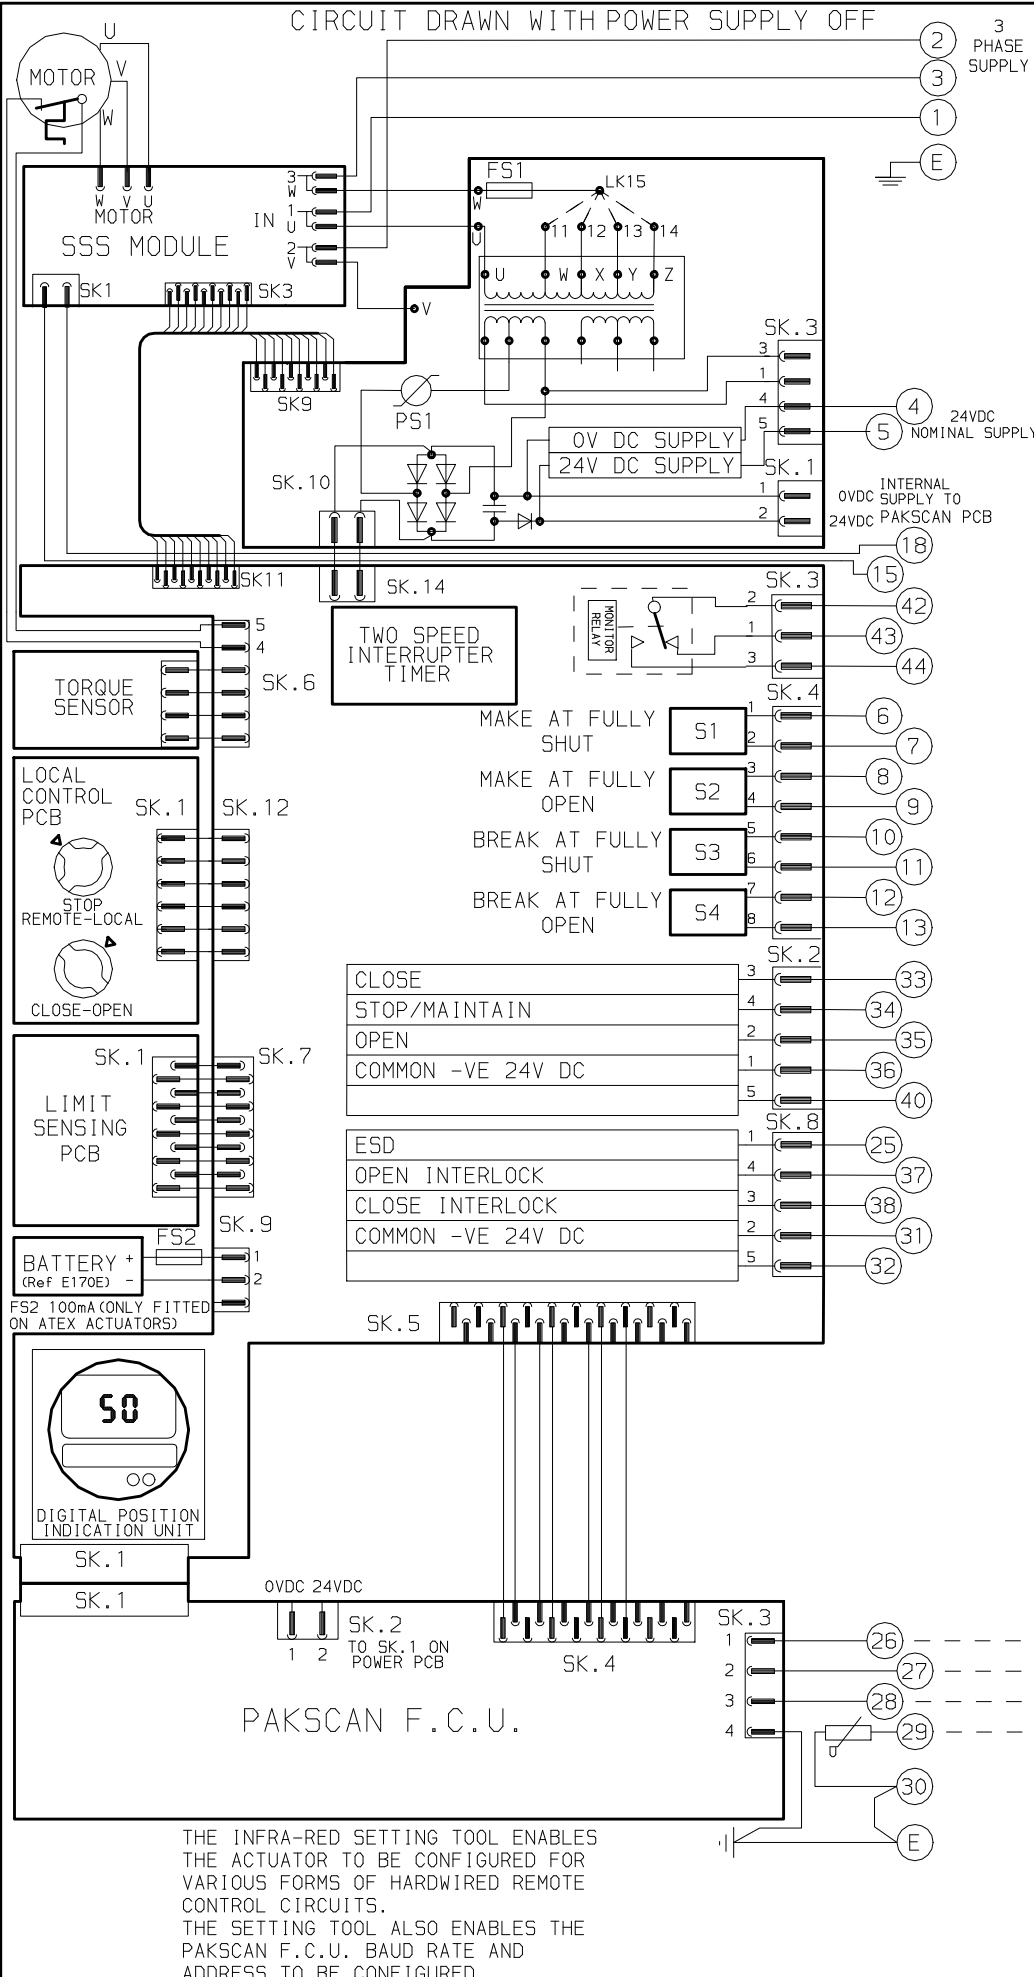 CIRCUIT DRAWN WITH POWER SUPPLY OFF
U
V
W
MOTOR
2
3
1
E
3
PHASE
SUPPLY
W V U
MOTOR
SSS MODULE
IN
3
W
1
U
2
V
SK1
SK3
FS1
LK15
W
U
V
11 12 13 14
U W X Y Z
SK9
PS1
SK.10
SK.3
3
1
4
5
4
5
24VDC
NOMINAL SUPPLY
0V DC SUPPLY
24V DC SUPPLY
SK.1
1
2
0VDC
24VDC
INTERNAL
SUPPLY TO
PAKSCAN PCB
18
15
SK11
SK.14
TWO SPEED
INTERRUPTER
TIMER
MONITOR
RELAY
SK.3
2
1
3
42
43
44
5
4
SK.6
TORQUE
SENSOR
MAKE AT FULLY
SHUT
S1
MAKE AT FULLY
OPEN
S2
BREAK AT FULLY
SHUT
S3
BREAK AT FULLY
OPEN
S4
SK.4
1
2
3
4
5
6
7
8
6
7
8
9
10
11
12
13
LOCAL
CONTROL
PCB
SK.1
SK.12
STOP
REMOTE-LOCAL
CLOSE-OPEN
SK.2
CLOSE 3 33
STOP/MAINTAIN 4 34
OPEN 2 35
COMMON -VE 24V DC 1 36
5 40
SK.8
ESD 1 25
OPEN INTERLOCK 4 37
CLOSE INTERLOCK 3 38
COMMON -VE 24V DC 2 31
5 32
LIMIT
SENSING
PCB
SK.1
SK.7
SK.9
BATTERY + -
(Ref E170E)
FS2
1
2
FS2 100mA(ONLY FITTED
ON ATEX ACTUATORS)
SK.5
50
DIGITAL POSITION
INDICATION UNIT
SK.1
SK.1
0VDC 24VDC
1 2
SK.2
TO SK.1 ON
POWER PCB
SK.4
SK.3
1
2
3
4
26
27
28
29
U
30
E
PAKSCAN F.C.U.
THE INFRA-RED SETTING TOOL ENABLES
THE ACTUATOR TO BE CONFIGURED FOR
VARIOUS FORMS OF HARDWIRED REMOTE
CONTROL CIRCUITS.
THE SETTING TOOL ALSO ENABLES THE
PAKSCAN F.C.U. BAUD RATE AND
ADDRESS TO BE CONFIGURED